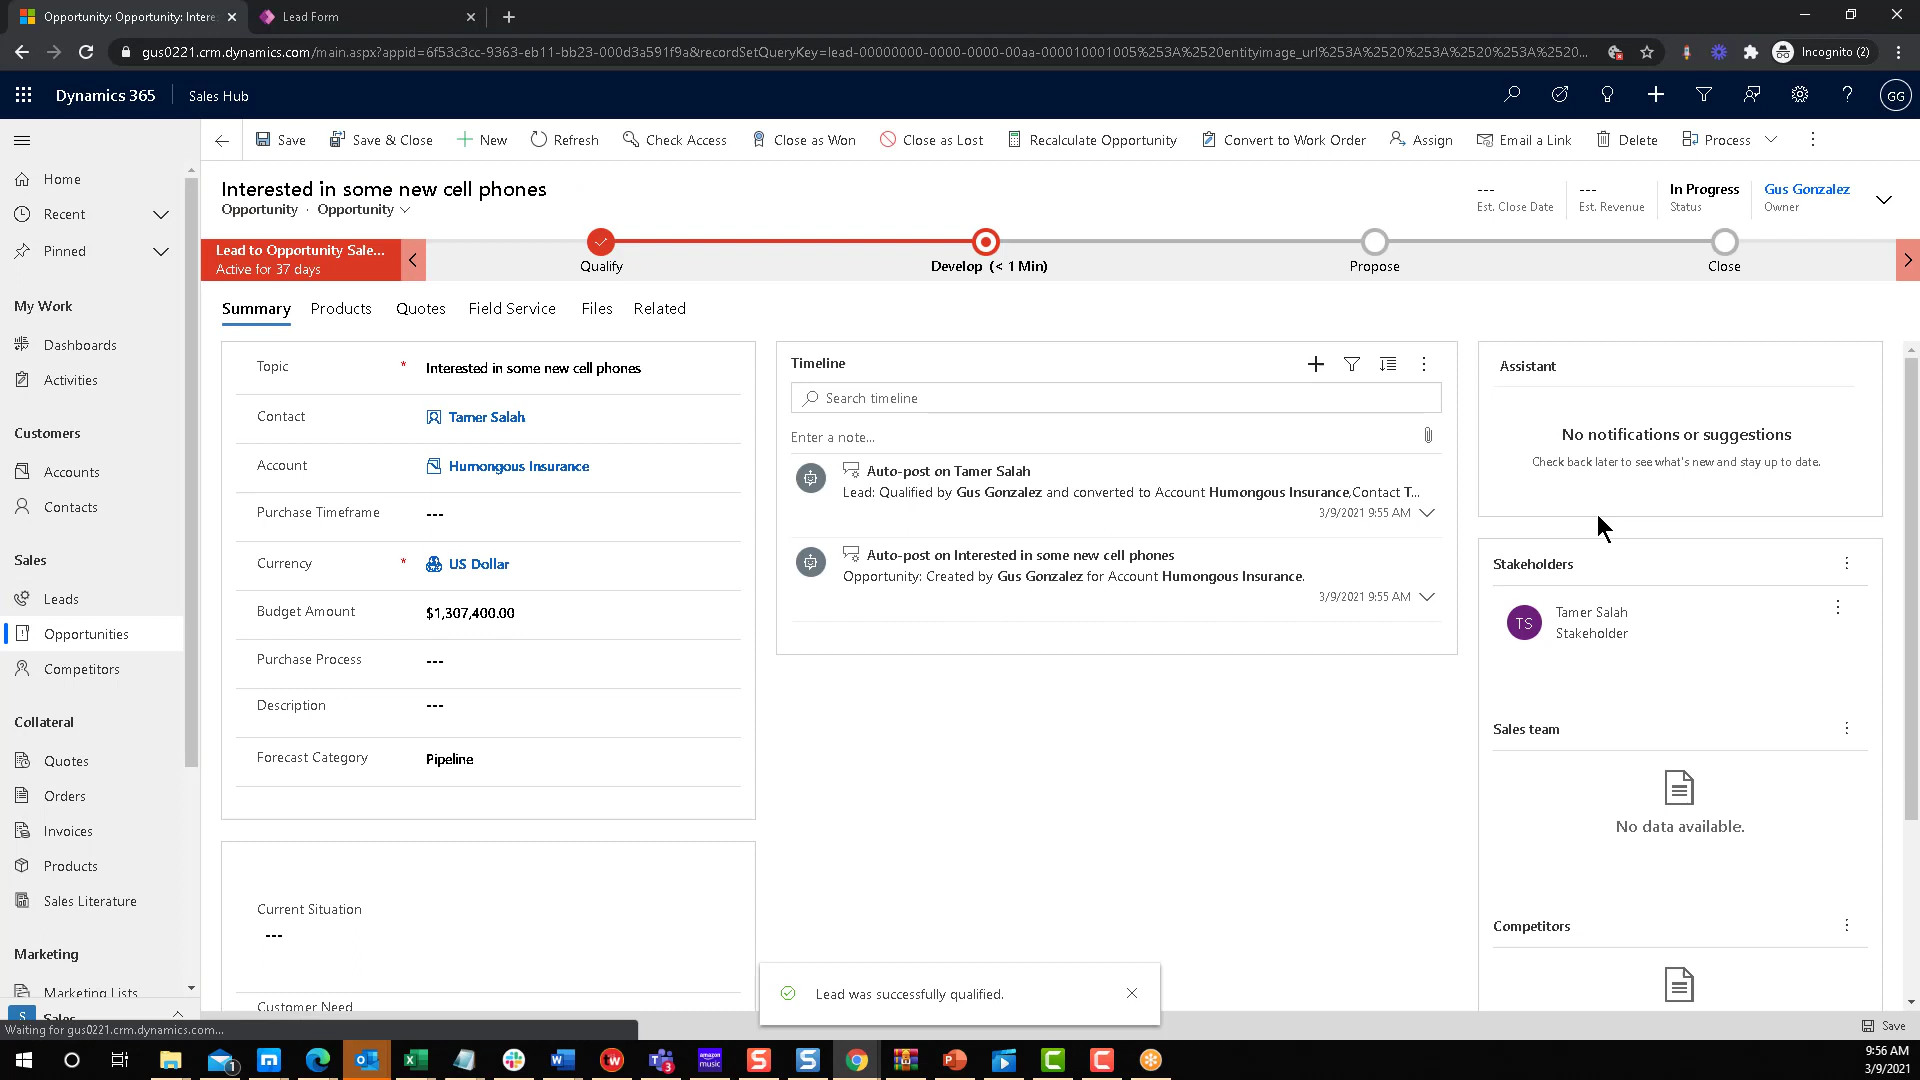 Opportunity: Opportunity: Intere
Lead Form
gus0221.crm.dynamics.com/main.aspx?appid=6f53c3cc-9363-eb11-bb23-000d3a591f9a&recordSetQueryKey=lead-00000000-0000-0000-00aa-000010001005%253A%2520entityimage_url%253A%2520%253A%2520%253A%2520...
Incognito (2)
Dynamics 365
Sales Hub
GG
Save
Save & Close
New
Refresh
Check Access
Close as Won
Close as Lost
Recalculate Opportunity
Convert to Work Order
Assign
Email a Link
Delete
Process
Home
Recent
Pinned
My Work
Dashboards
Activities
Customers
Accounts
Contacts
Sales
Leads
Opportunities
Competitors
Collateral
Quotes
Orders
Invoices
Products
Sales Literature
Marketing
Marketing Lists
S
Sales
Interested in some new cell phones
Opportunity · Opportunity
---
Est. Close Date
---
Est. Revenue
In Progress
Status
Gus Gonzalez
Owner
Lead to Opportunity Sale...
Active for 37 days
Qualify
Develop (< 1 Min)
Propose
Close
Summary
Products
Quotes
Field Service
Files
Related
Topic * Interested in some new cell phones
Contact Tamer Salah
Account Humongous Insurance
Purchase Timeframe ---
Currency * US Dollar
Budget Amount $1,307,400.00
Purchase Process ---
Description ---
Forecast Category Pipeline
Current Situation
---
Customer Need
Timeline
Search timeline
Enter a note...
Auto-post on Tamer Salah
Lead: Qualified by Gus Gonzalez and converted to Account Humongous Insurance,Contact T...
3/9/2021 9:55 AM
Auto-post on Interested in some new cell phones
Opportunity: Created by Gus Gonzalez for Account Humongous Insurance.
3/9/2021 9:55 AM
Assistant
No notifications or suggestions
Check back later to see what's new and stay up to date.
Stakeholders
TS
Tamer Salah
Stakeholder
Sales team
No data available.
Competitors
Lead was successfully qualified.
Waiting for gus0221.crm.dynamics.com...
Save
1
3
amazon music
9:56 AM
3/9/2021